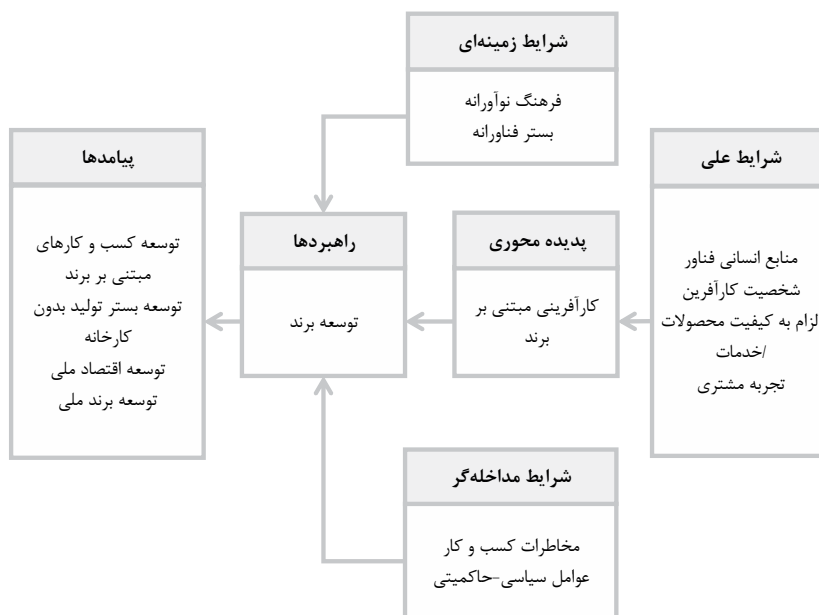 شرایط زمینه‌ای
فرهنگ نوآورانه
بستر فناورانه
شرایط علی
منابع انسانی فناور
شخصیت کارآفرین
لزام به کیفیت محصولات
/خدمات
تجربه مشتری
پدیده محوری
کارآفرینی مبتنی بر
برند
راهبردها
توسعه برند
پیامدها
توسعه کسب و کارهای
مبتنی بر برند
توسعه بستر تولید بدون
کارخانه
توسعه اقتصاد ملی
توسعه برند ملی
شرایط مداخله‌گر
مخاطرات کسب و کار
عوامل سیاسی-حاکمیتی